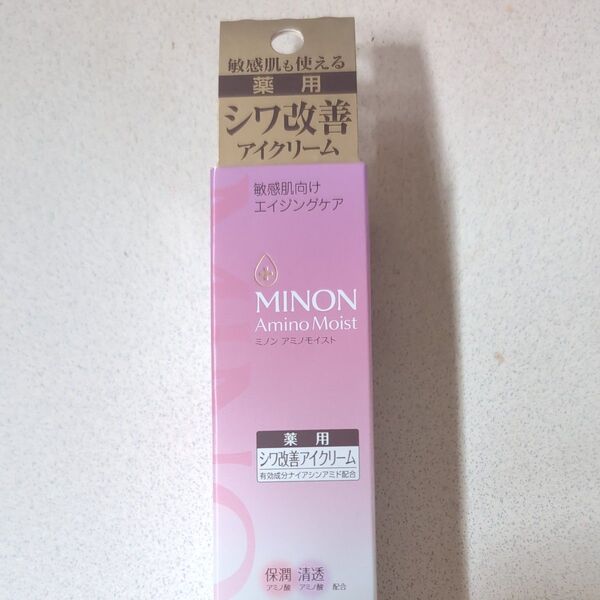 敏感肌も使える
薬用
シワ改善
アイクリーム
敏感肌向け
エイジングケア
MINON
Amino Moist
ミノン アミノモイスト
薬用
シワ改善アイクリーム
有効成分ナイアシンアミド配合
保潤 清透
アミノ酸 アミノ酸 配合